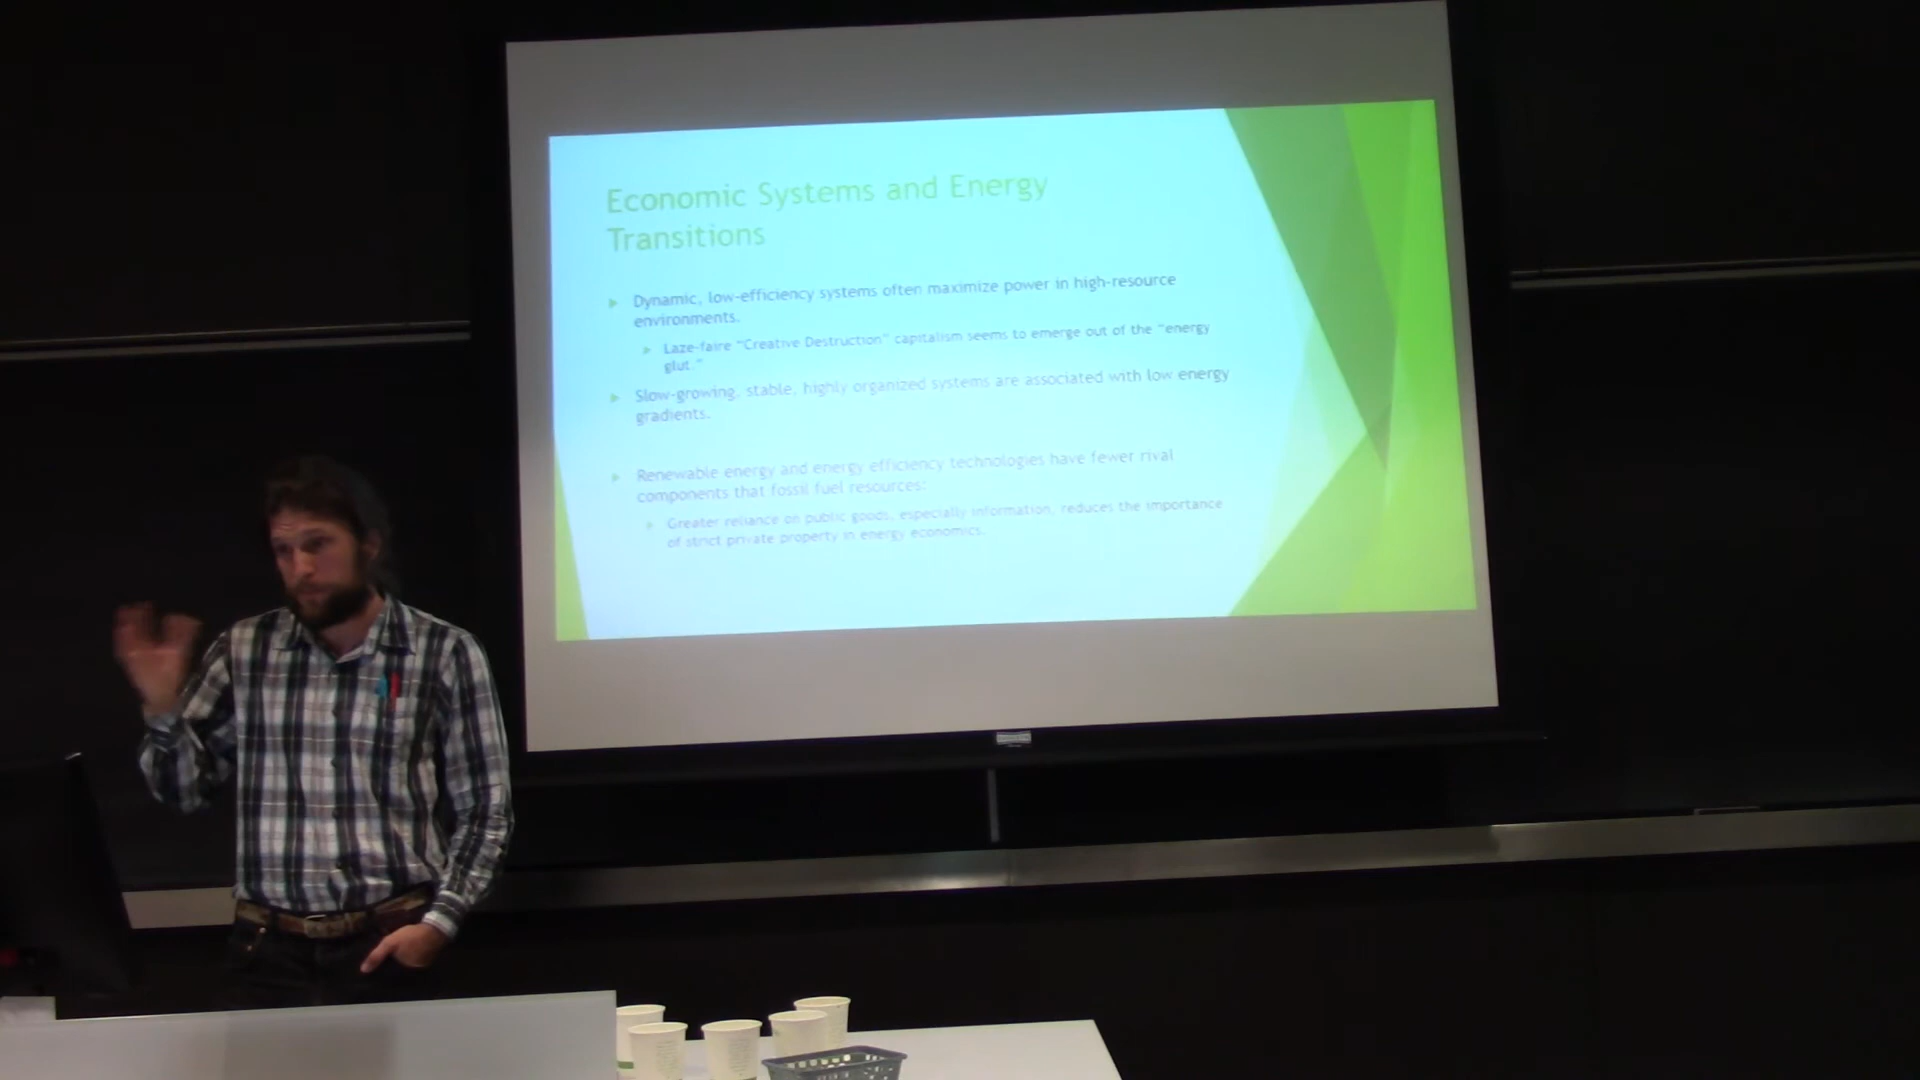 Economic Systems and Energy
Transitions
Dynamic, low-efficiency systems often maximize power in high-resource
environments.
Laze-faire "Creative Destruction" capitalism seems to emerge out of the "energy
glut."
Slow-growing, stable, highly organized systems are associated with low energy
gradients.
Renewable energy and energy efficiency technologies have fewer rival
components that fossil fuel resources:
Greater reliance on public goods, especially information, reduces the importance
of strict private property in energy economics.